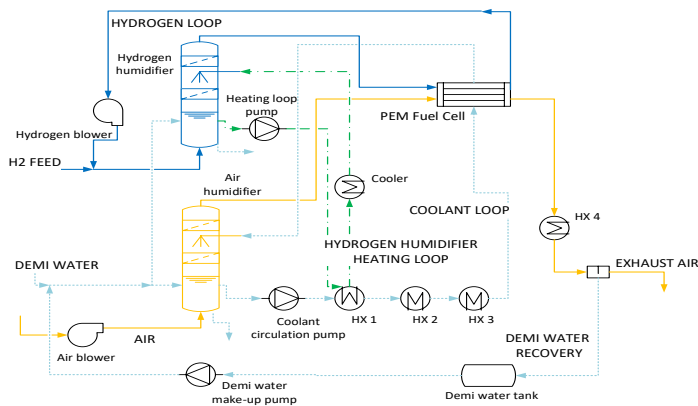 HYDROGEN LOOP
Hydrogen
humidifier
Heating loop
pump
Hydrogen blower
PEM Fuel Cell
H2 FEED
Air
humidifier
Cooler
COOLANT LOOP
HX 4
HYDROGEN HUMIDIFIER
HEATING LOOP
DEMI WATER
EXHAUST AIR
Coolant
circulation pump
HX 1
HX 2
HX 3
AIR
Air blower
DEMI WATER
RECOVERY
Demi water
make-up pump
Demi water tank